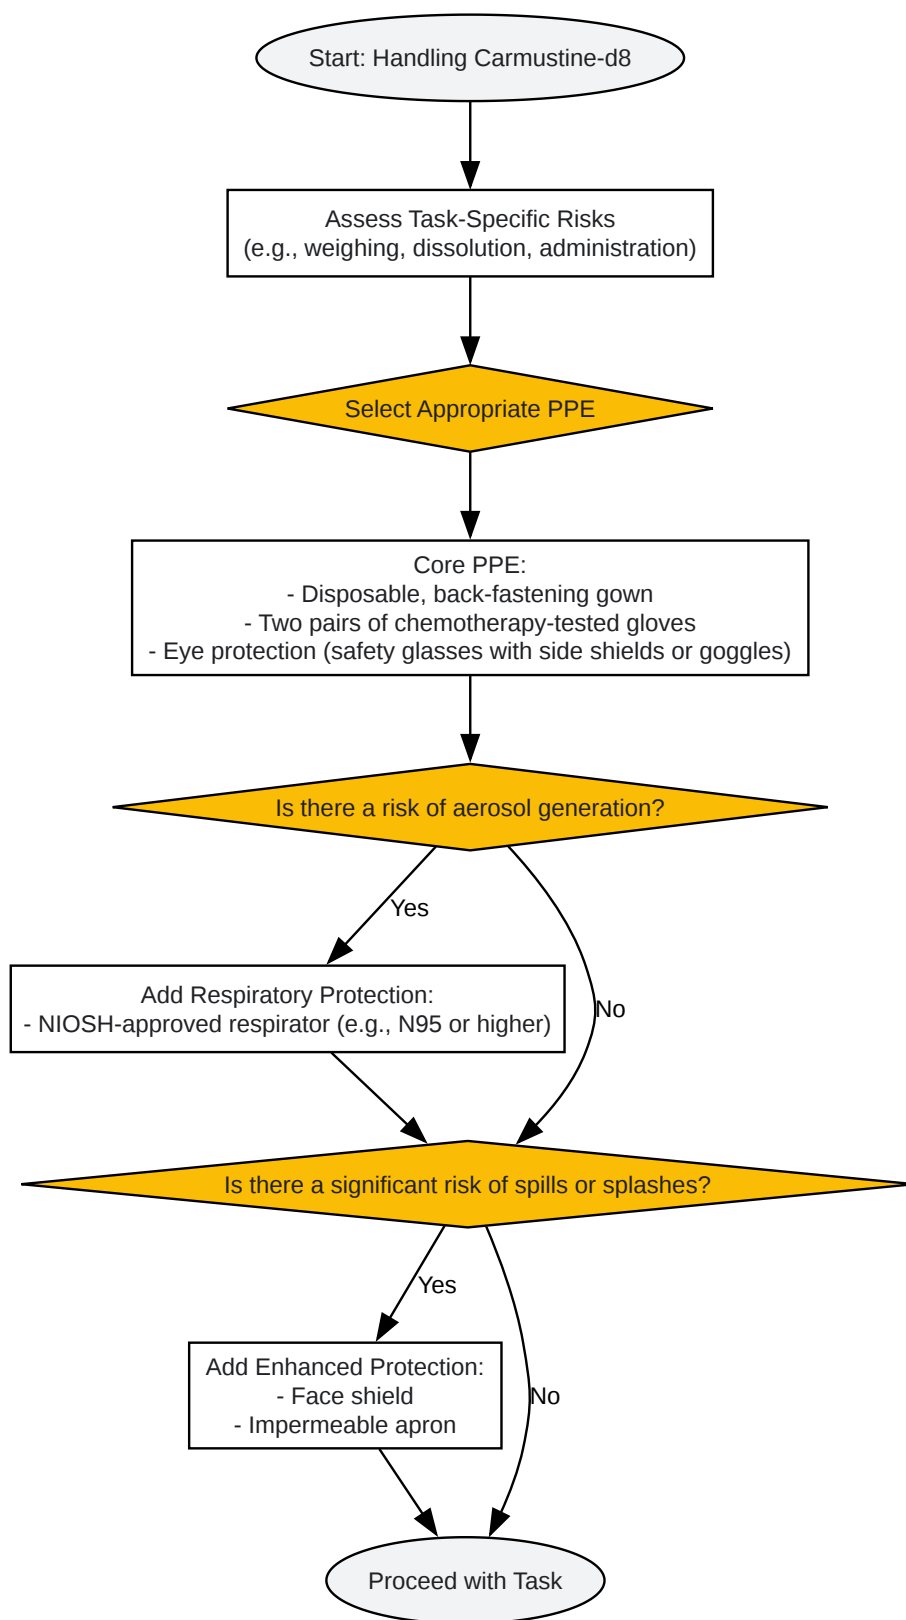 Start: Handling Carmustine-d8
Assess Task-Specific Risks
(e.g., weighing, dissolution, administration)
Select Appropriate PPE
Core PPE:
- Disposable, back-fastening gown
- Two pairs of chemotherapy-tested gloves
- Eye protection (safety glasses with side shields or goggles)
Is there a risk of aerosol generation?
Yes
Add Respiratory Protection:
- NIOSH-approved respirator (e.g., N95 or higher)
No
Is there a significant risk of spills or splashes?
Yes
Add Enhanced Protection:
- Face shield
- Impermeable apron
No
Proceed with Task